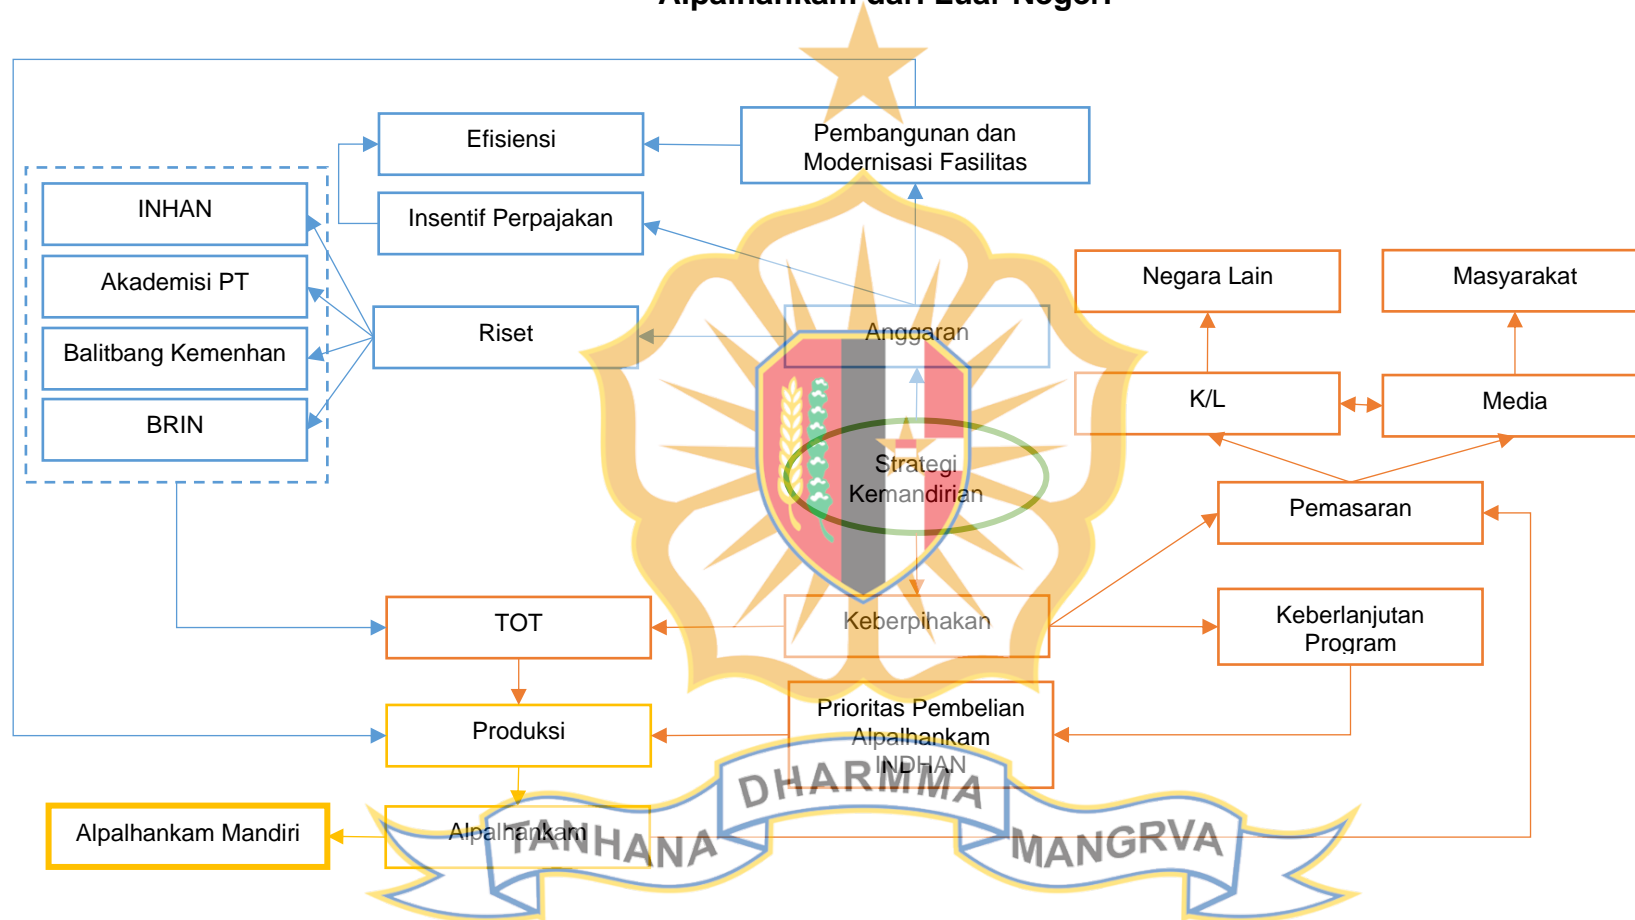 Alpalhankam dari Luar Negeri
Efisiensi
Pembangunan dan
Modernisasi Fasilitas
INHAN
Insentif Perpajakan
Akademisi PT
Negara Lain
Masyarakat
Balitbang Kemenhan
Riset
Anggaran
BRIN
K/L
Media
Strategi
Kemandirian
Pemasaran
TOT
Keberpihakan
Keberlanjutan
Program
Produksi
Prioritas Pembelian
Alpalhankam
INDHAN
Alpalhankam Mandiri
Alpalhankam
TANHANA
DHARMMA
MANGRVA